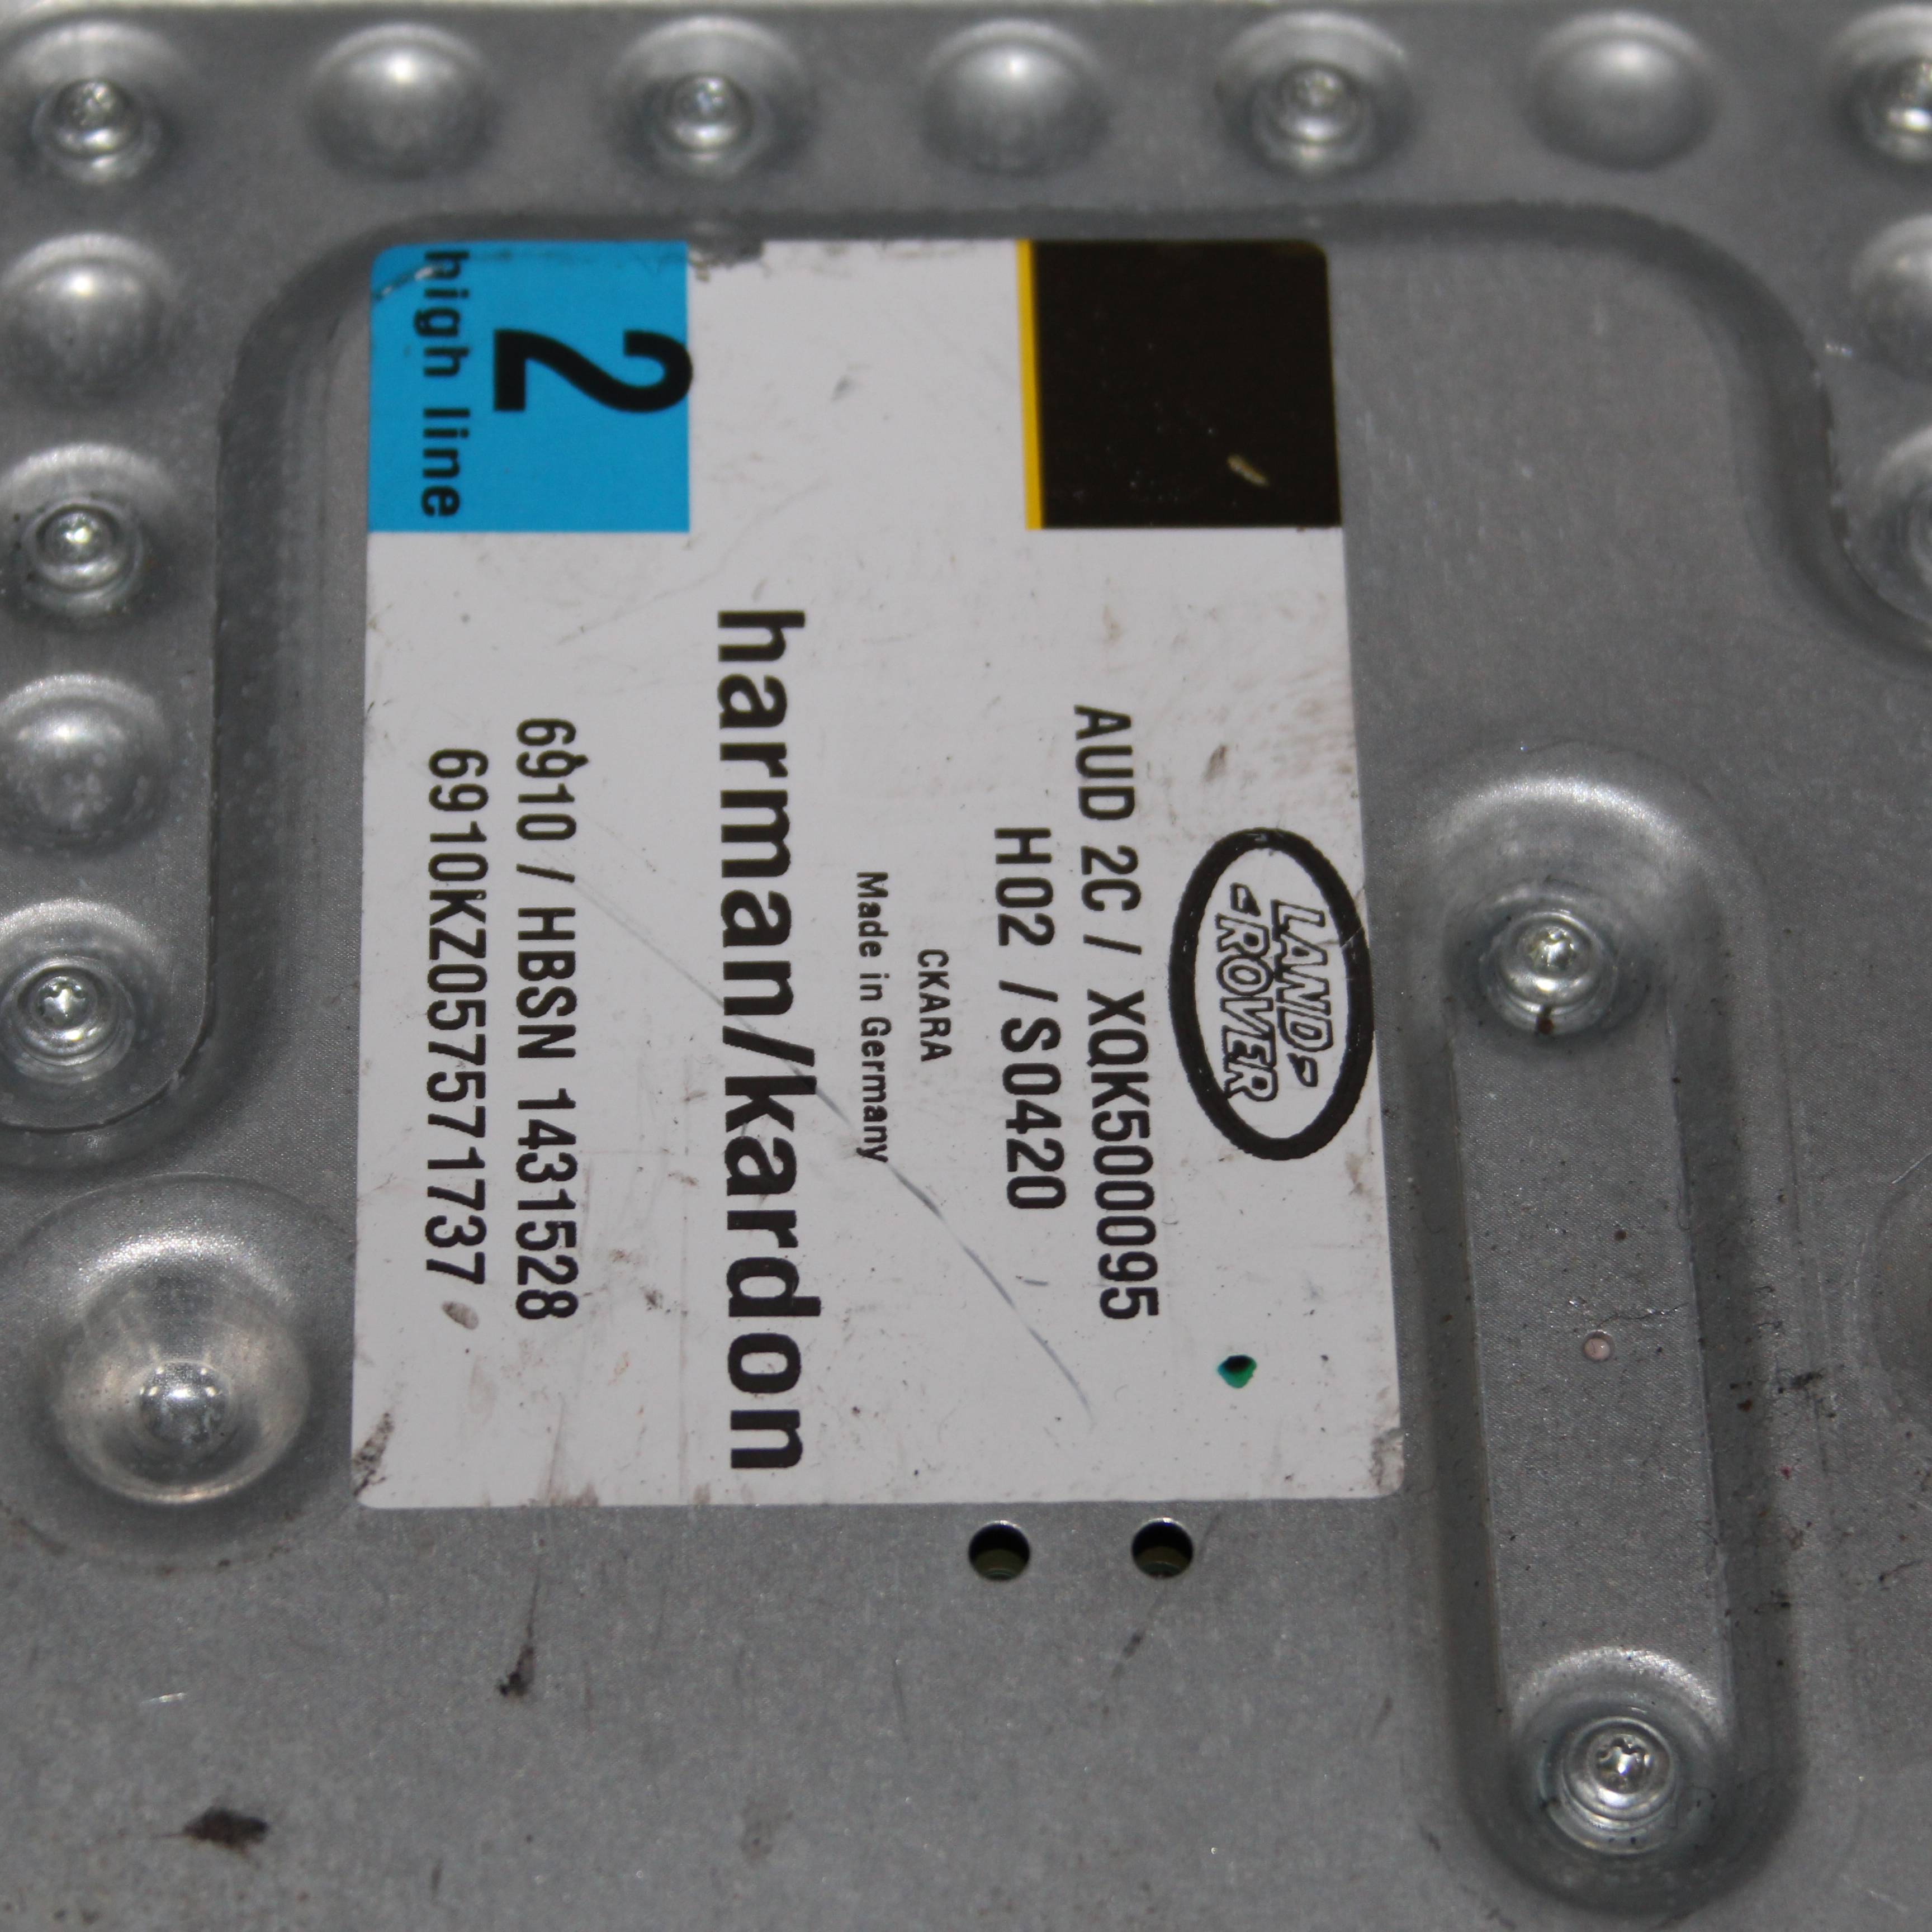 LAND
ROVER
AUD 2C / XQK500095
H02 / S0420
CKARA
Made in Germany
harman/kardon
2
high line
6910 / HBSN 1431528
6910KZ057571737